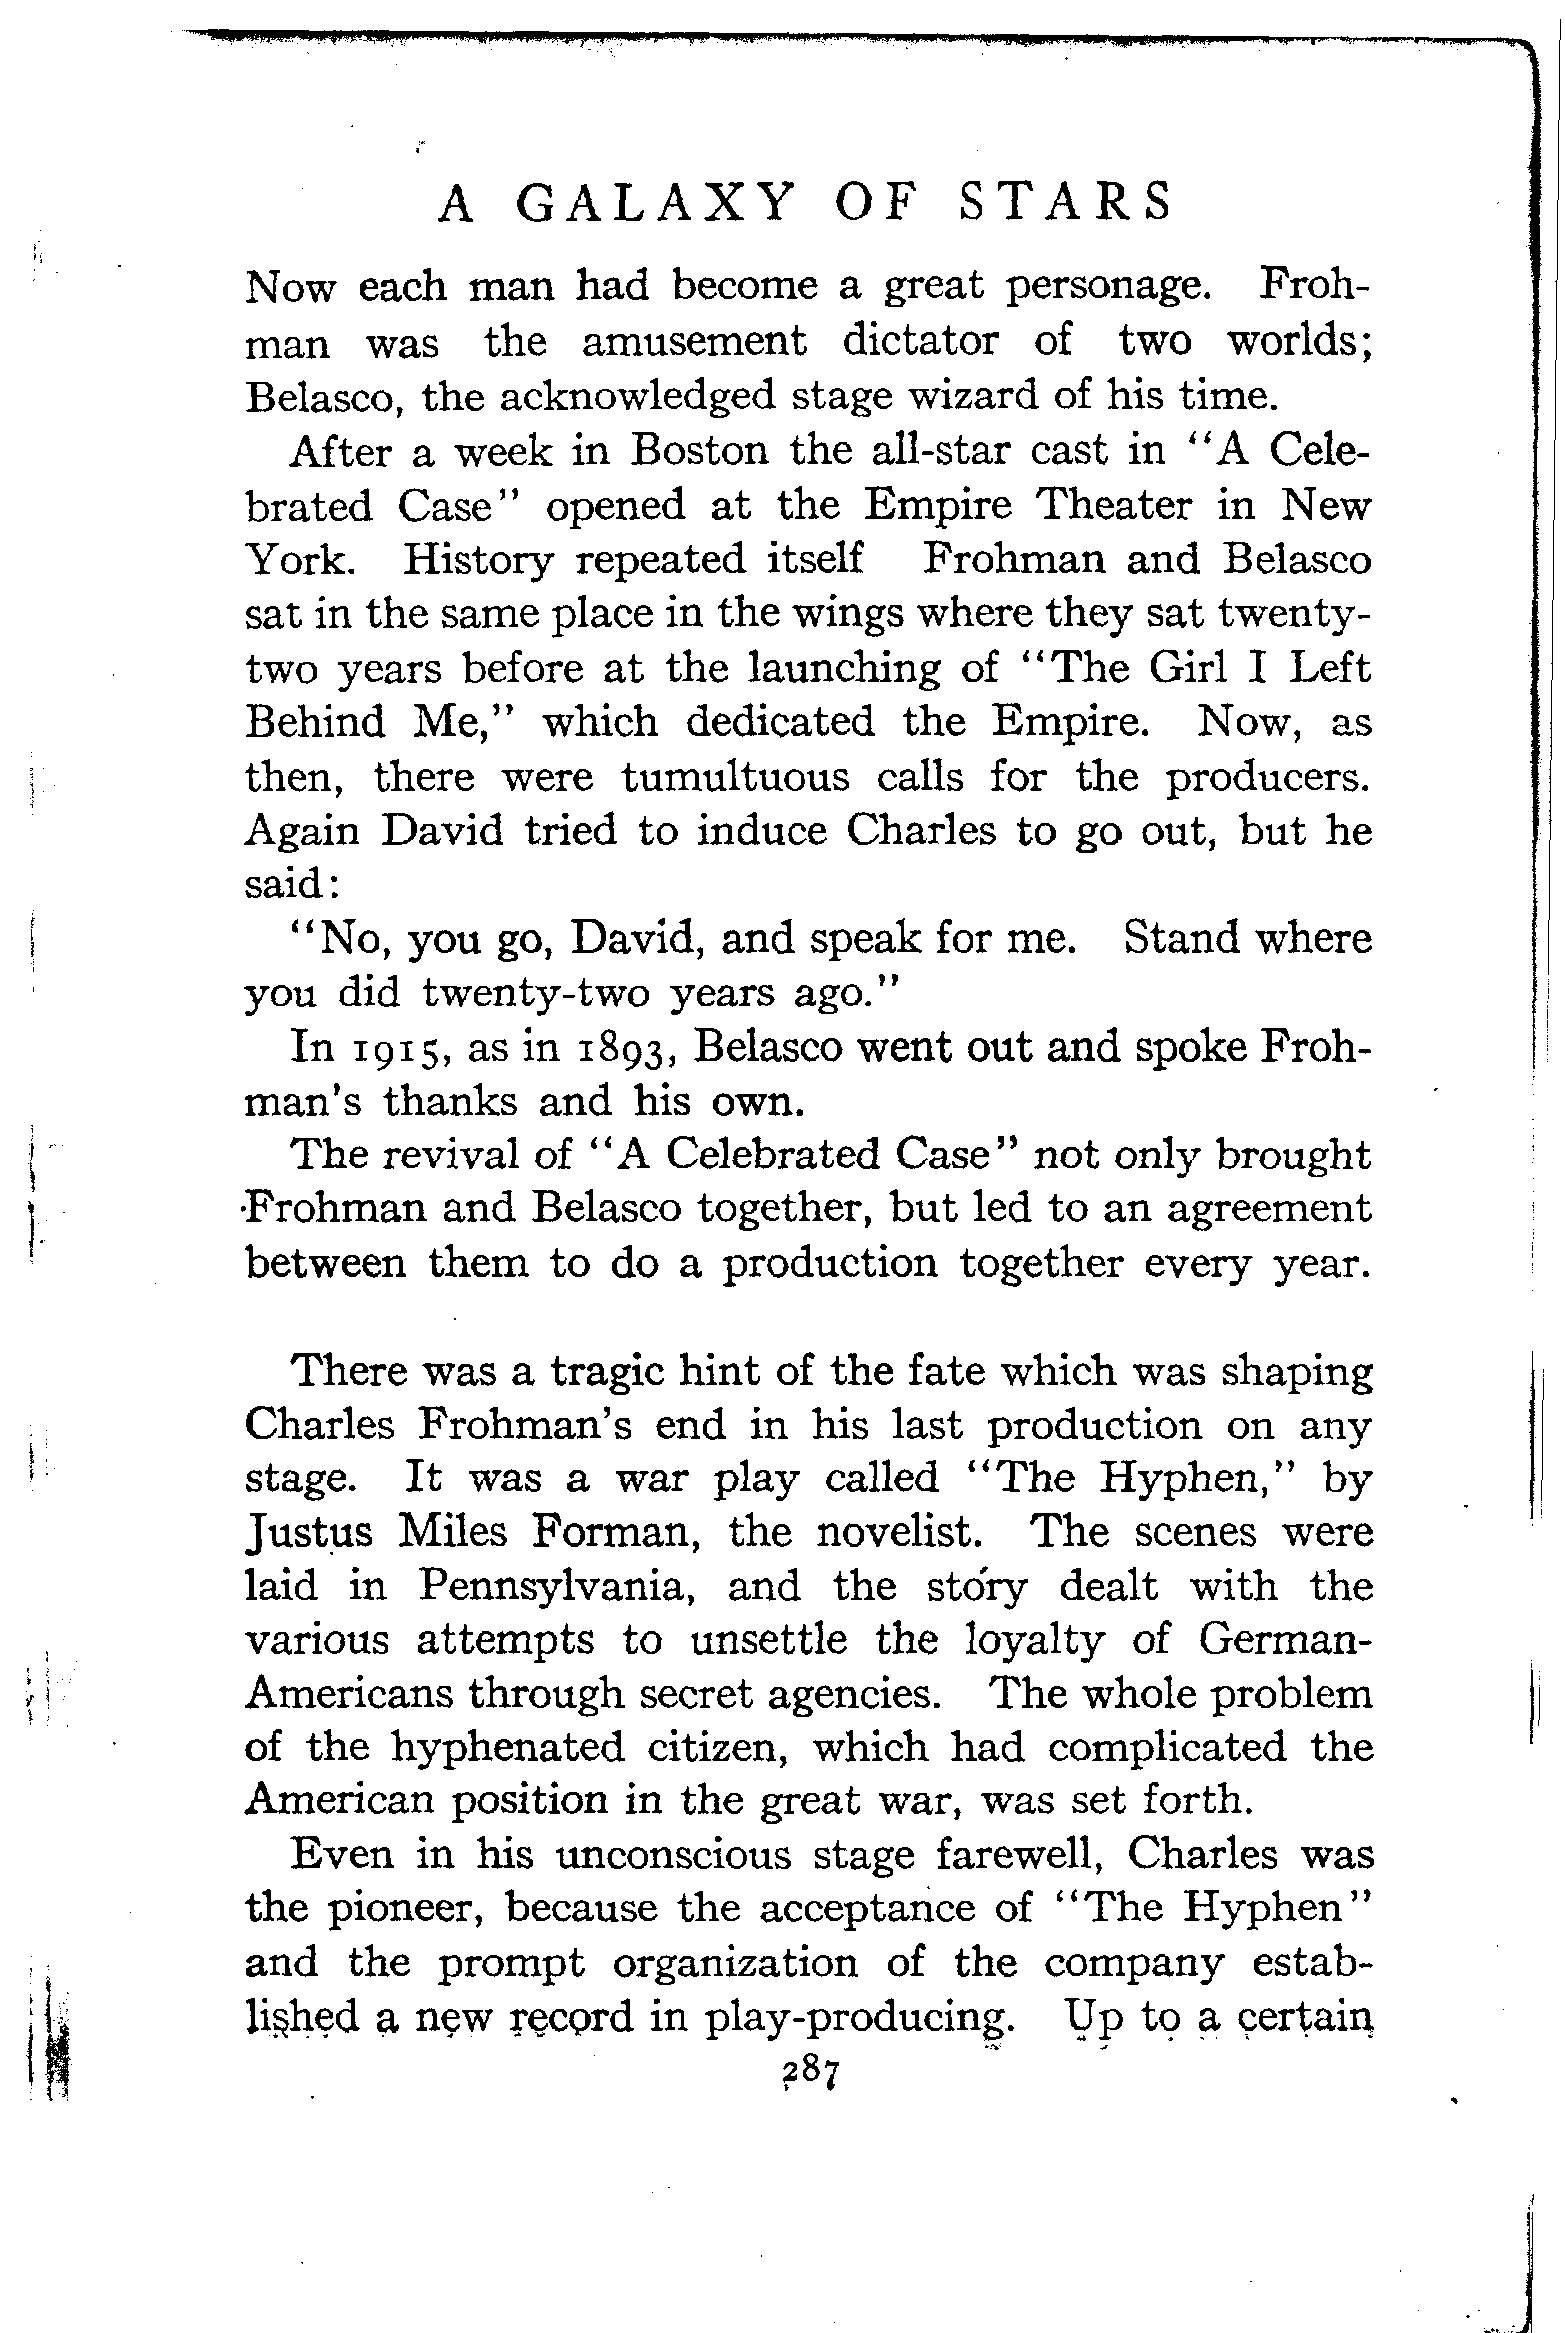 A GALAXY OF STARS
Now each man had become a great personage. Froh-
man was the amusement dictator of two worlds;
Belasco, the acknowledged stage wizard of his time.
After a week in Boston the all-star cast in "A Cele-
brated Case" opened at the Empire Theater in New
York. History repeated itself Frohman and Belasco
sat in the same place in the wings where they sat twenty-
two years before at the launching of "The Girl I Left
Behind Me," which dedicated the Empire. Now, as
then, there were tumultuous calls for the producers.
Again David tried to induce Charles to go out, but he
said:
"No, you go, David, and speak for me. Stand where
you did twenty-two years ago."
In 1915, as in 1893, Belasco went out and spoke Froh-
man's thanks and his own.
The revival of "A Celebrated Case" not only brought
Frohman and Belasco together, but led to an agreement
between them to do a production together every year.
There was a tragic hint of the fate which was shaping
Charles Frohman's end in his last production on any
stage. It was a war play called "The Hyphen," by
Justus Miles Forman, the novelist. The scenes were
laid in Pennsylvania, and the story dealt with the
various attempts to unsettle the loyalty of German-
Americans through secret agencies. The whole problem
of the hyphenated citizen, which had complicated the
American position in the great war, was set forth.
Even in his unconscious stage farewell, Charles was
the pioneer, because the acceptance of "The Hyphen"
and the prompt organization of the company estab-
lished a new record in play-producing. Up to a certain
287